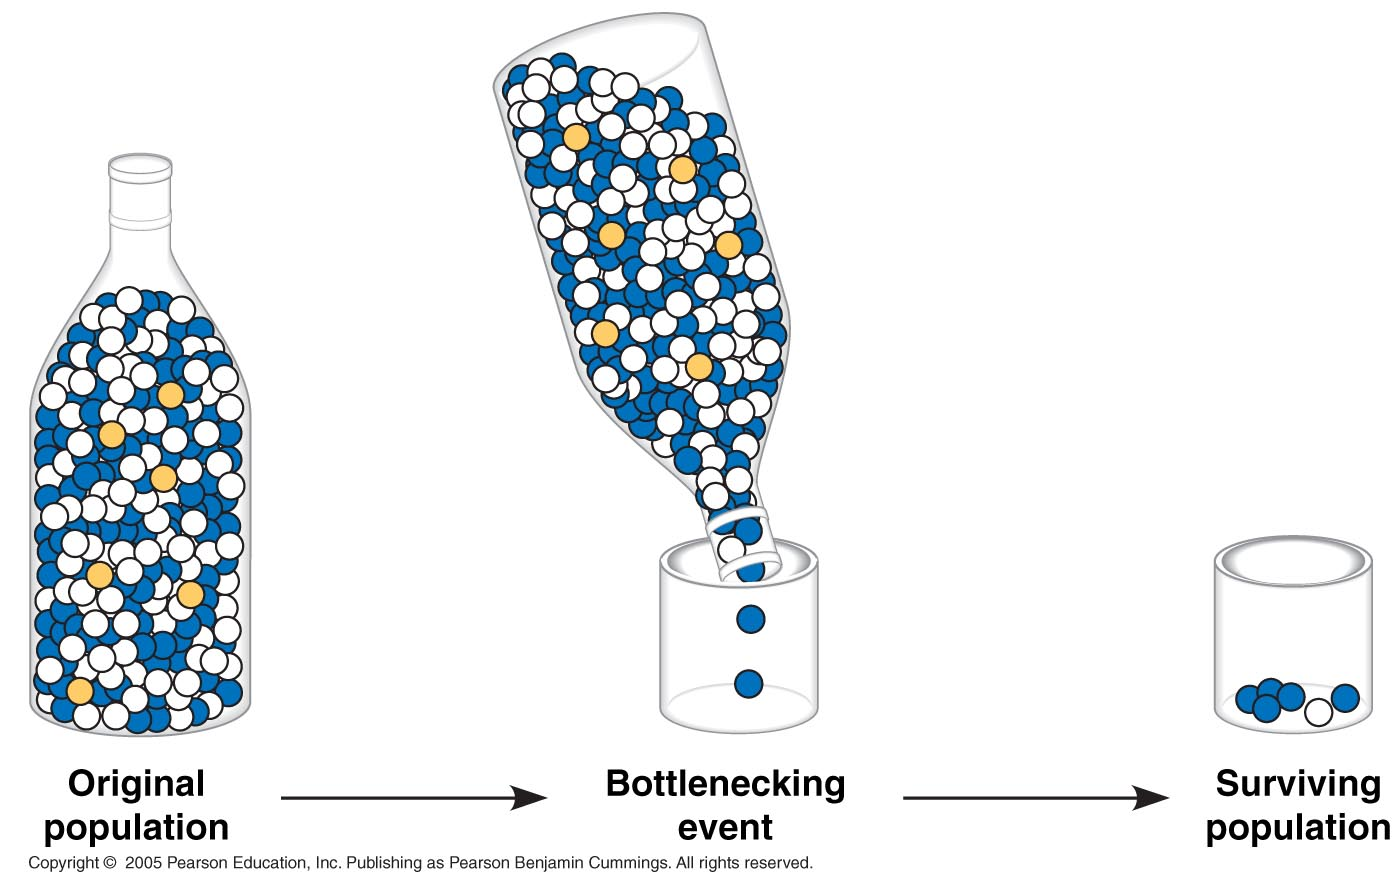 Original
population
Bottlenecking
event
Surviving
population
Copyright © 2005 Pearson Education, Inc. Publishing as Pearson Benjamin Cummings. All rights reserved.